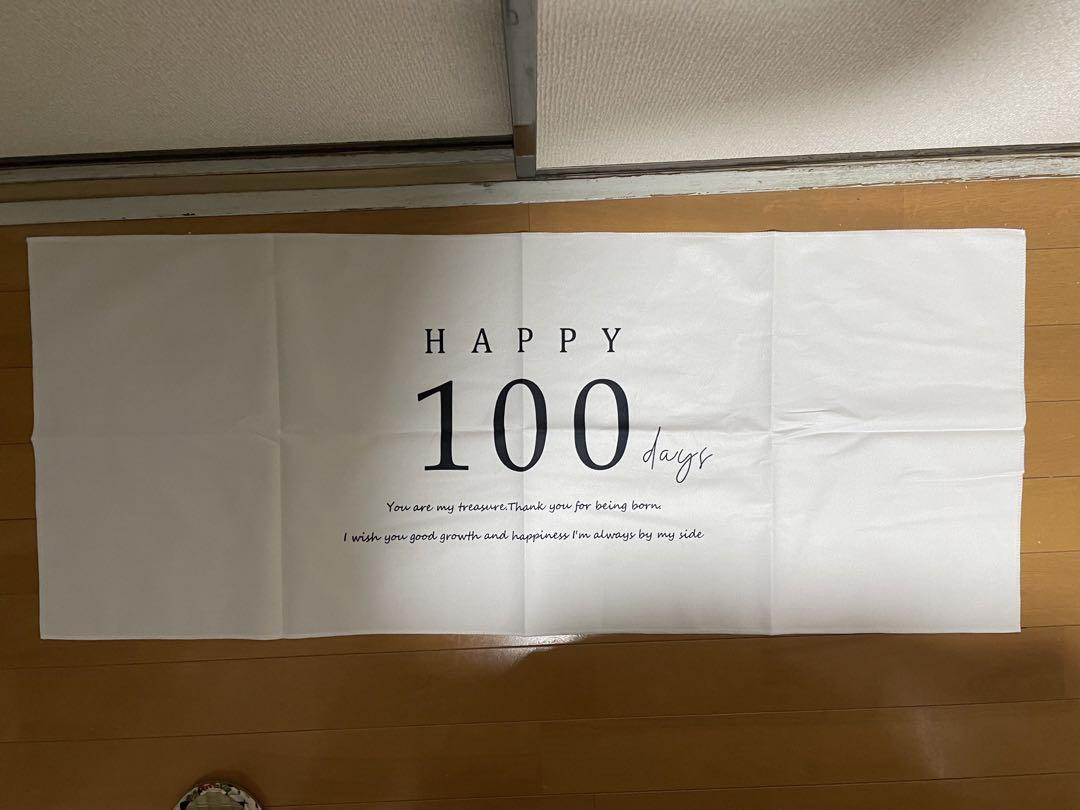 HAPPY
100 days
You are my treasure.Thank you for being born.
I wish you good growth and happiness I'm always by my side